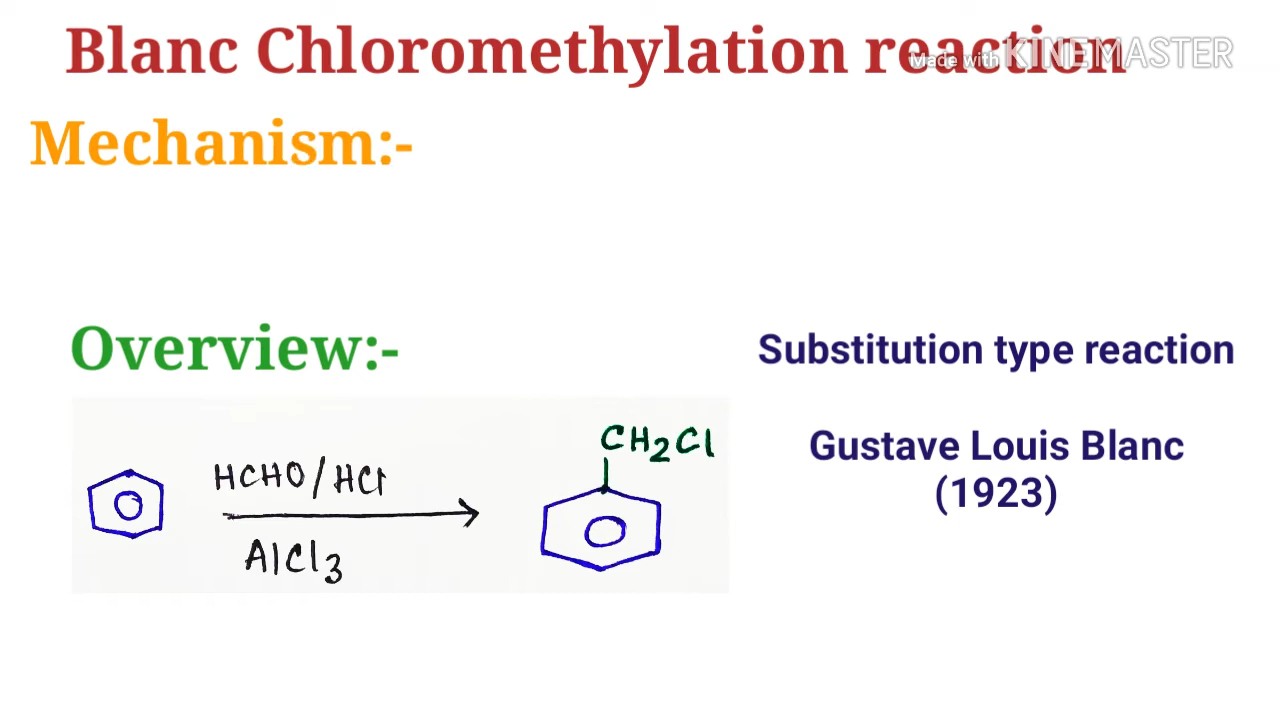 Blanc Chloromethylation reaction
Made with KINEMASTER
Mechanism:-
Overview:-
Substitution type reaction
Gustave Louis Blanc
(1923)
CH2Cl
HCHO/HCl
AlCl3